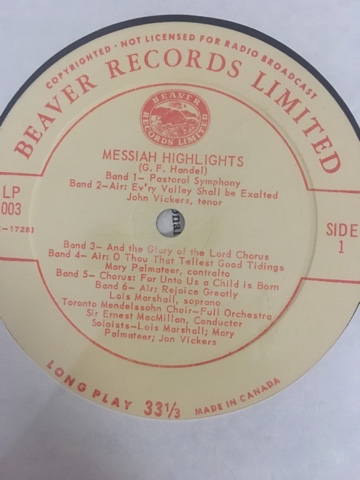 COPYRIGHTED • NOT LICENSED FOR RADIO BROADCAST
BEAVER RECORDS LIMITED
BEAVER
RECORDS LIMITED
MESSIAH HIGHLIGHTS
(G. F. Handel)
Band 1- Pastoral Symphony
Band 2-Air: Ev'ry Valley Shall be Exalted
John Vickers, tenor
LP
003
-1728)
SIDE
1
Band 3- And the Glory of the Lord Chorus
Band 4- Air: O Thou That Tellest Good Tidings
Mary Palmateer, contralto
Band 5- Chorus: For Unto Us a Child is Born
Band 6- Air: Rejoice Greatly
Lois Marshall, soprano
Toronto Mendelssohn Choir-Full Orchestra
Sir Ernest MacMillan, Conductor
Soloists-Lois Marshall; Mary
Palmateer; Jon Vickers
LONG PLAY 33⅓ MADE IN CANADA